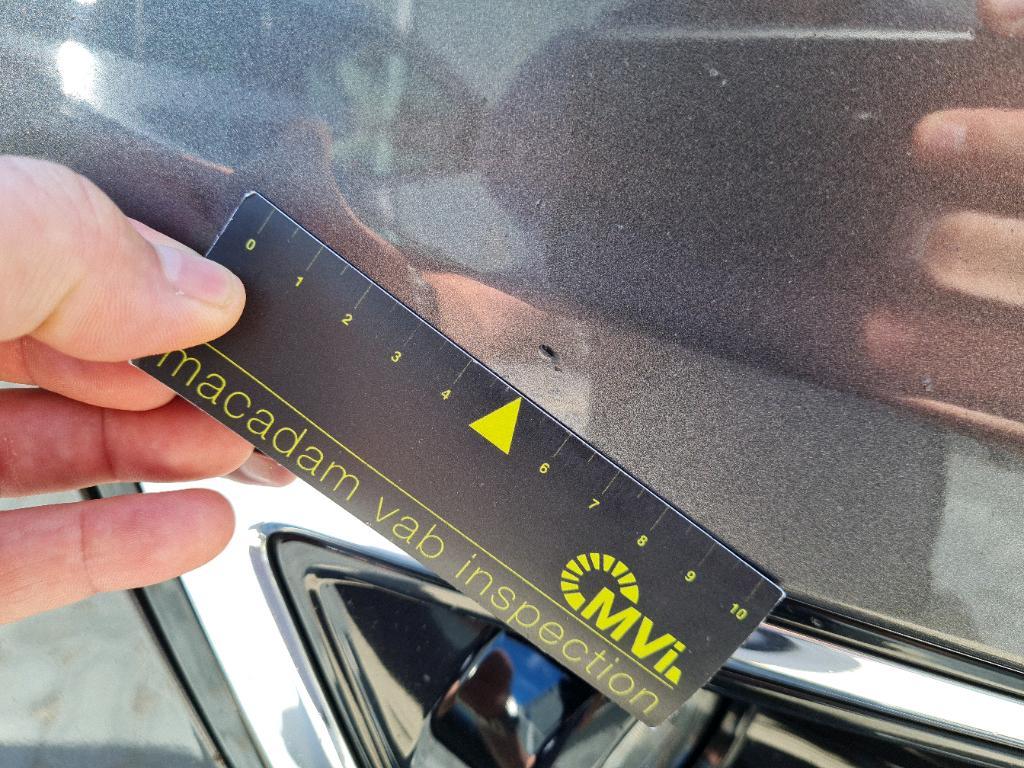 0 1 2 3 4 6 7 8 9 10
MVi.
macadam vab inspection